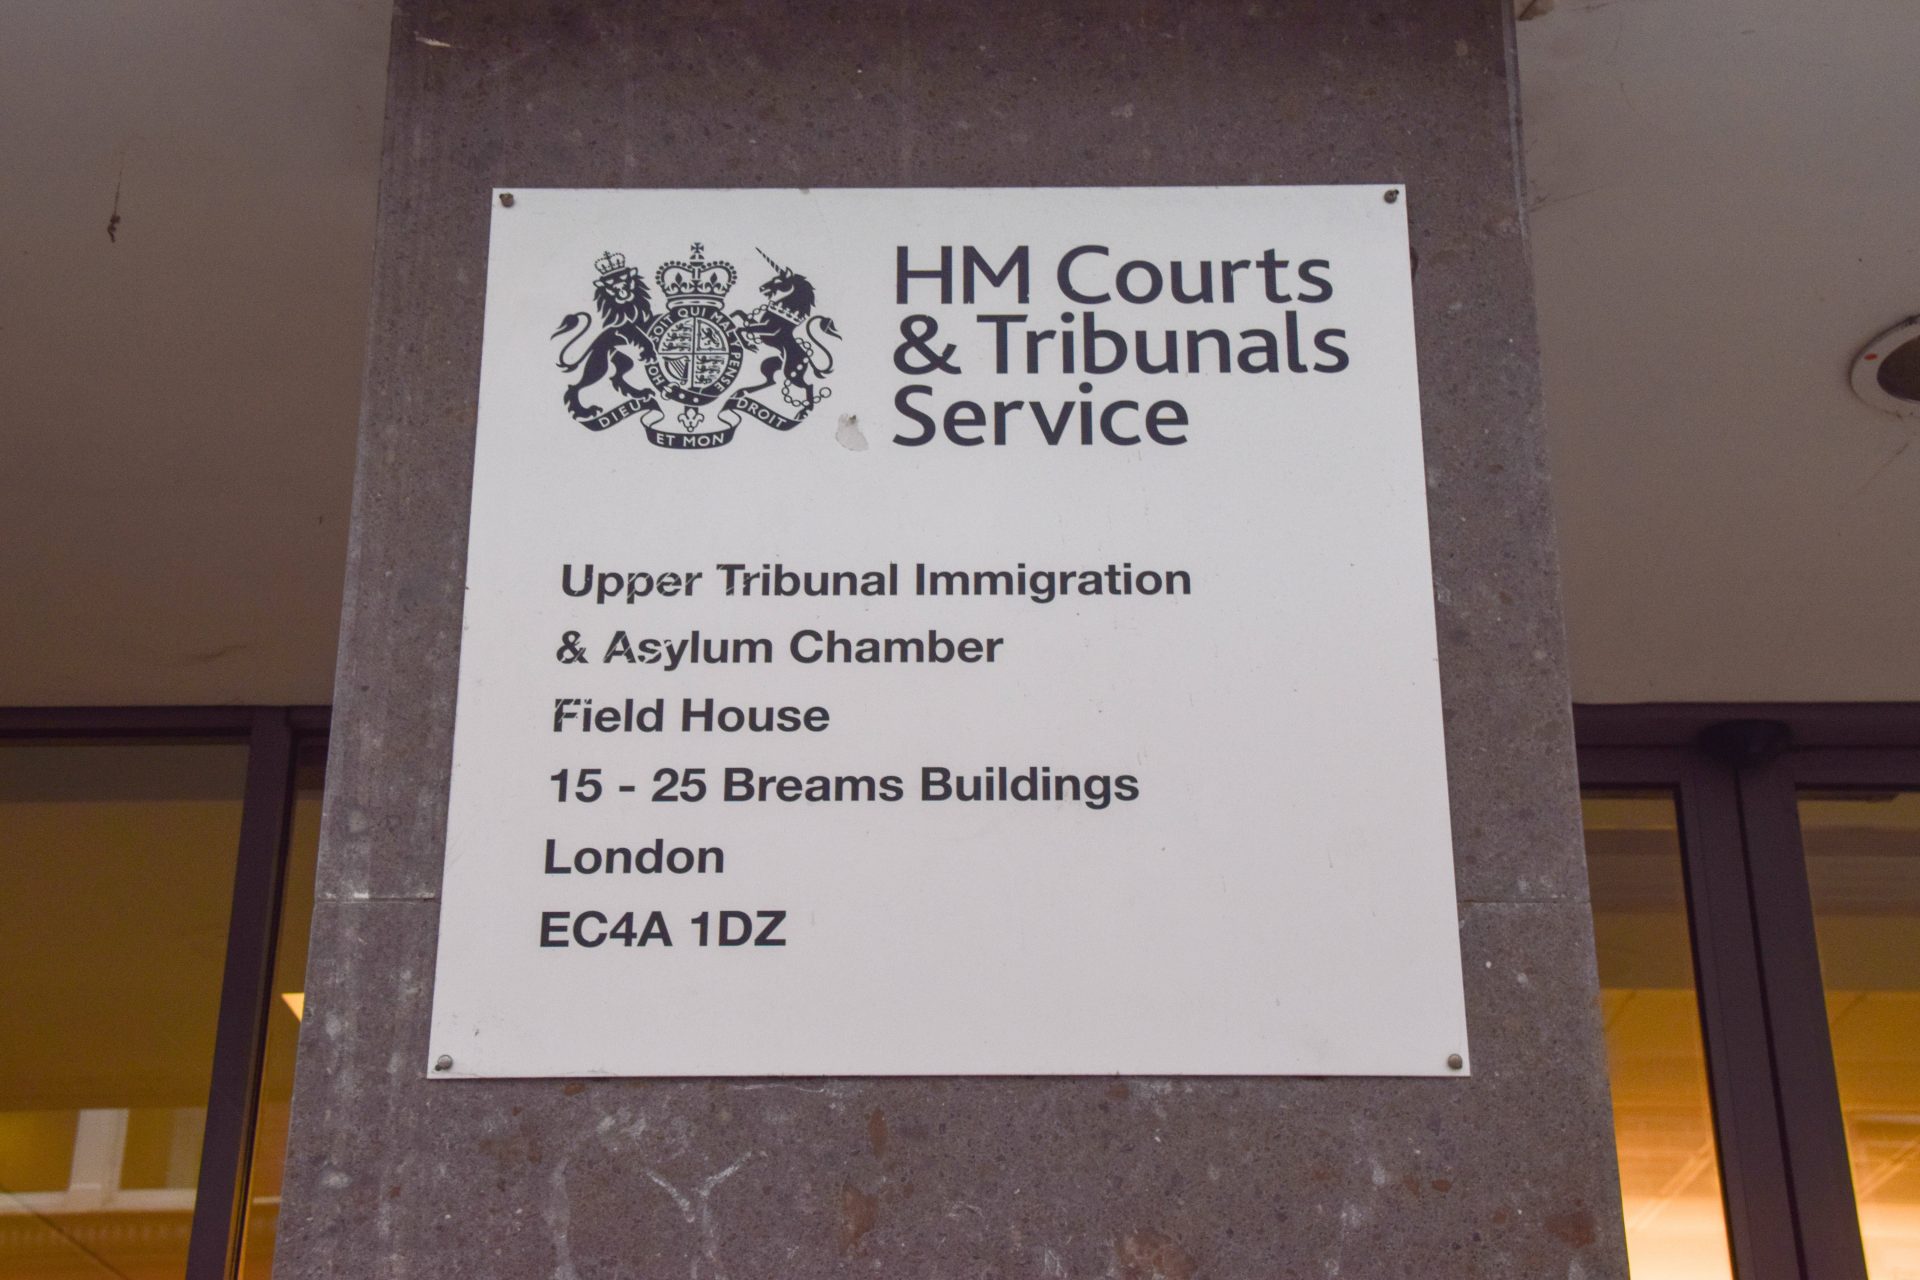 HM Courts
& Tribunals
Service
HONI SOIT QUI MAL Y PENSE
DIEU ET MON DROIT
Upper Tribunal Immigration
& Asylum Chamber
Field House
15 - 25 Breams Buildings
London
EC4A 1DZ